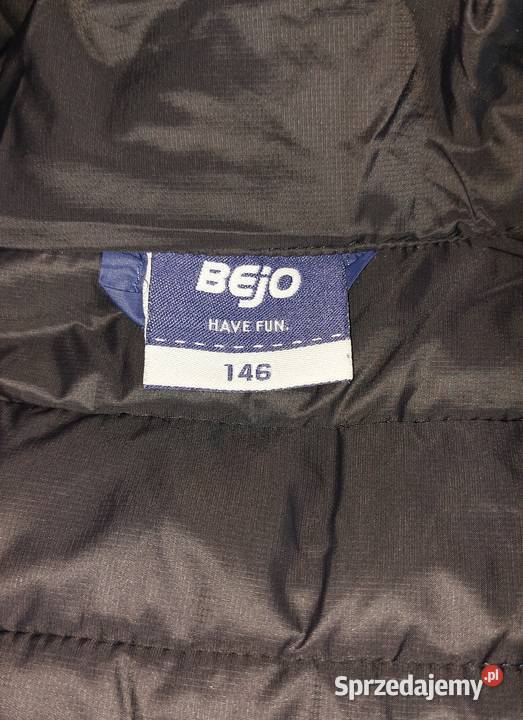 BEJO
HAVE FUN.
146
Sprzedajemy.pl